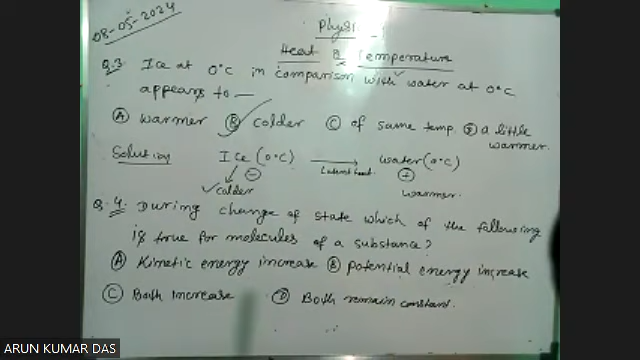 08-05-2024
Physi
Heat & Temperature
Q.3 Ice at 0°C in comparison with water at 0°C
appears to —
(A) warmer (B) colder (C) of same temp. (D) a little
warmer.
Solution Ice (0°C) → water (0°C)
Latent heat
(-) (+)
colder warmer.
Q.4. During change of state which of the following
is true for molecules of a substance?
(A) Kinetic energy increase (B) potential energy increase
(C) Both Increase (D) Both remain constant.
ARUN KUMAR DAS